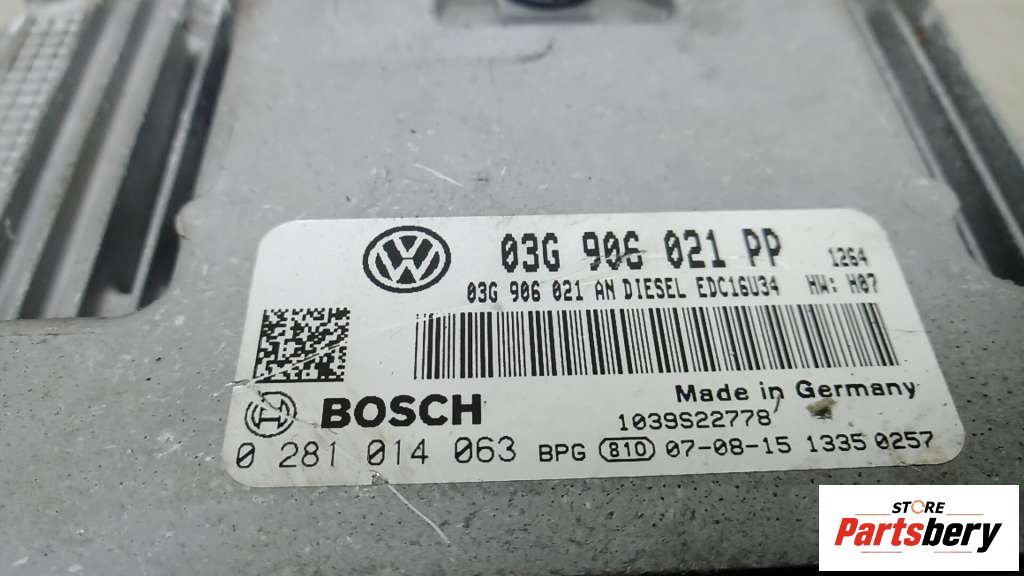 03G 906 021 PP 1264
03G 906 021 AN DIESEL EDC16U34 HW: H07
Made in Germany
BOSCH 1039S22778
0 281 014 063 BPG 810 07-08-15 1335 0257
STORE
Partsbery